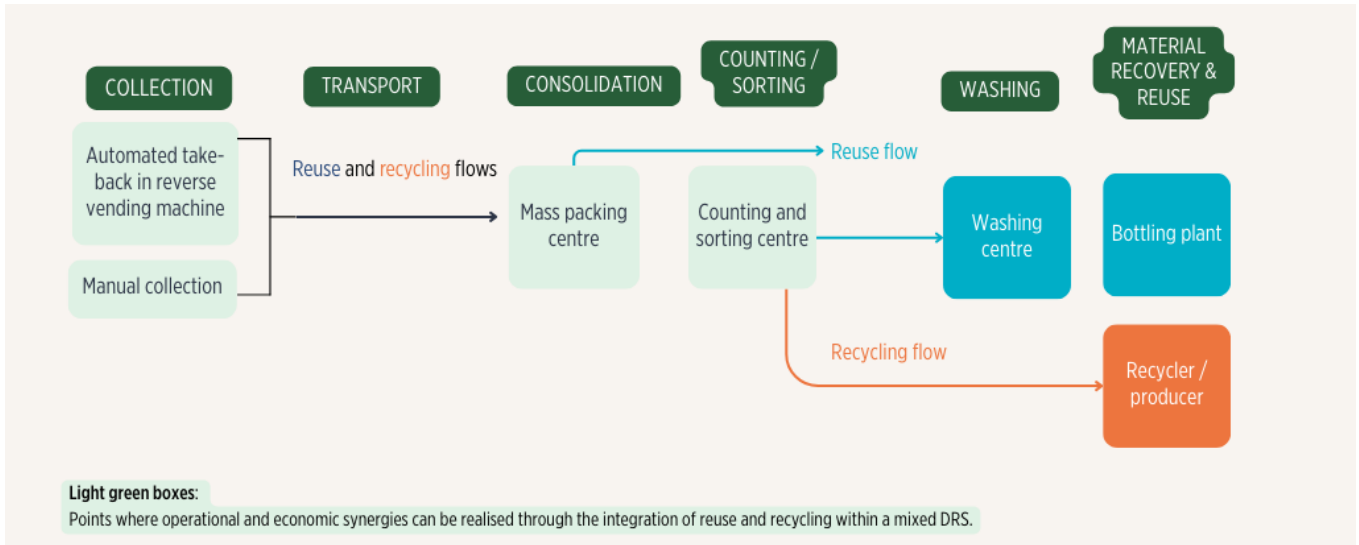 COLLECTION
TRANSPORT
CONSOLIDATION
COUNTING /
SORTING
WASHING
MATERIAL
RECOVERY &
REUSE
Automated take-
back in reverse
vending machine
Manual collection
Reuse and recycling flows
Mass packing
centre
Reuse flow
Counting and
sorting centre
Washing
centre
Bottling plant
Recycling flow
Recycler /
producer
Light green boxes:
Points where operational and economic synergies can be realised through the integration of reuse and recycling within a mixed DRS.